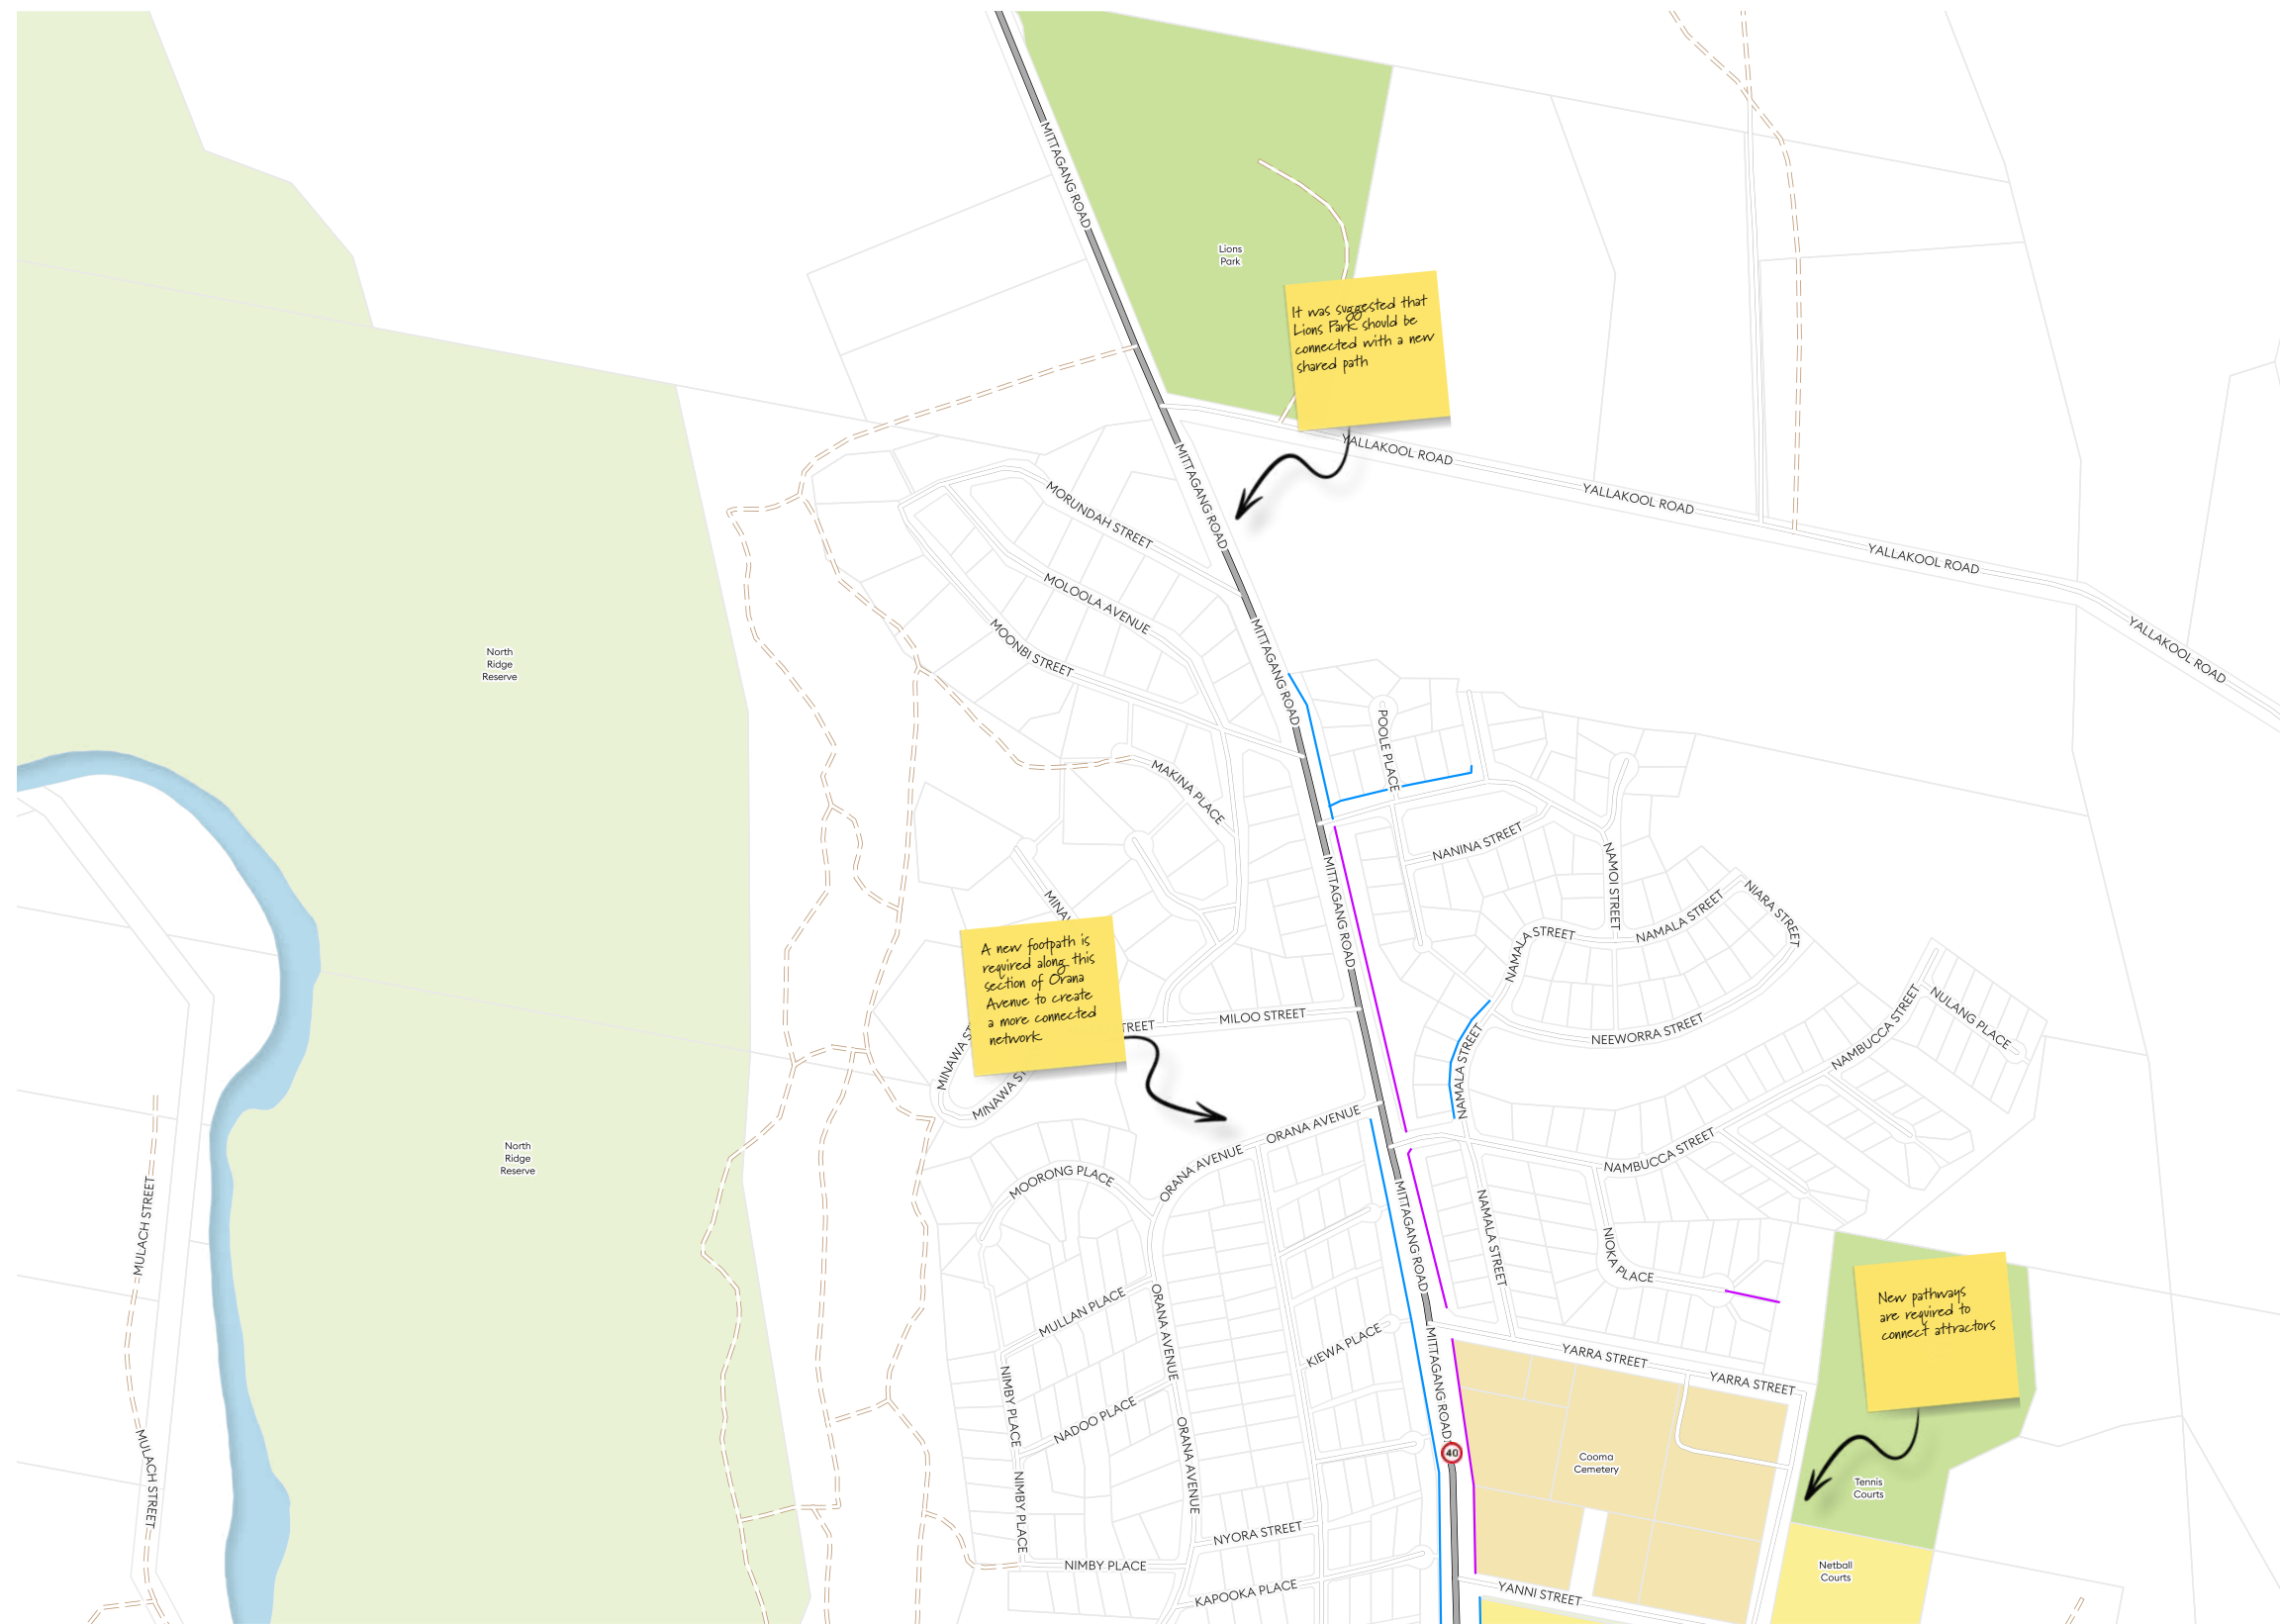 MITTAGANG ROAD
Lions
Park
It was suggested that
Lions Park should be
connected with a new
shared path
YALLAKOOL ROAD
YALLAKOOL ROAD
YALLAKOOL ROAD
YALLAKOOL ROAD
MITTAGANG ROAD
MORUNDAH STREET
MOLOOLA AVENUE
MOONBI STREET
MITTAGANG ROAD
North
Ridge
Reserve
POOLE PLACE
MAKINA PLACE
NANINA STREET
NAMOI STREET
MITTAGANG ROAD
NAMALA STREET
NAMALA STREET
NIARA STREET
NAMALA STREET
MINAW
A new footpath is
required along this
section of Orana
Avenue to create
a more connected
network
MINAWA ST
MINAWA ST
TREET
MILOO STREET
NEEWORRA STREET
NAMBUCCA STREET
NULANG PLACE
NAMALA STREET
ORANA AVENUE
ORANA AVENUE
NAMBUCCA STREET
North
Ridge
Reserve
MOORONG PLACE
MULACH STREET
MITTAGANG ROAD
NAMALA STREET
NIOKA PLACE
New pathways
are required to
connect attractors
MULLAN PLACE
ORANA AVENUE
KIEWA PLACE
MITTAGANG ROAD
YARRA STREET
YARRA STREET
NIMBY PLACE
NADOO PLACE
ORANA AVENUE
40
Cooma
Cemetery
Tennis
Courts
MULACH STREET
NIMBY PLACE
NYORA STREET
NIMBY PLACE
KAPOOKA PLACE
YANNI STREET
Netball
Courts